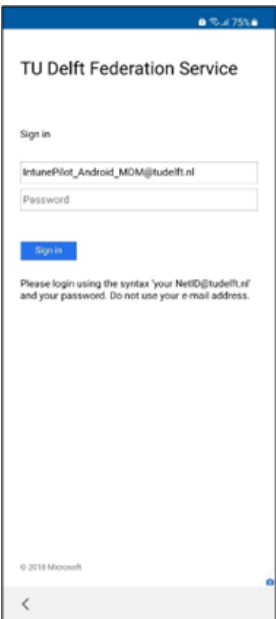 75%
TU Delft Federation Service
Sign in
IntunePilot_Android_MDM@tudelft.nl
Password
Sign in
Please login using the syntax 'your NetID@tudelft.nl'
and your password. Do not use your e-mail address.
© 2018 Microsoft